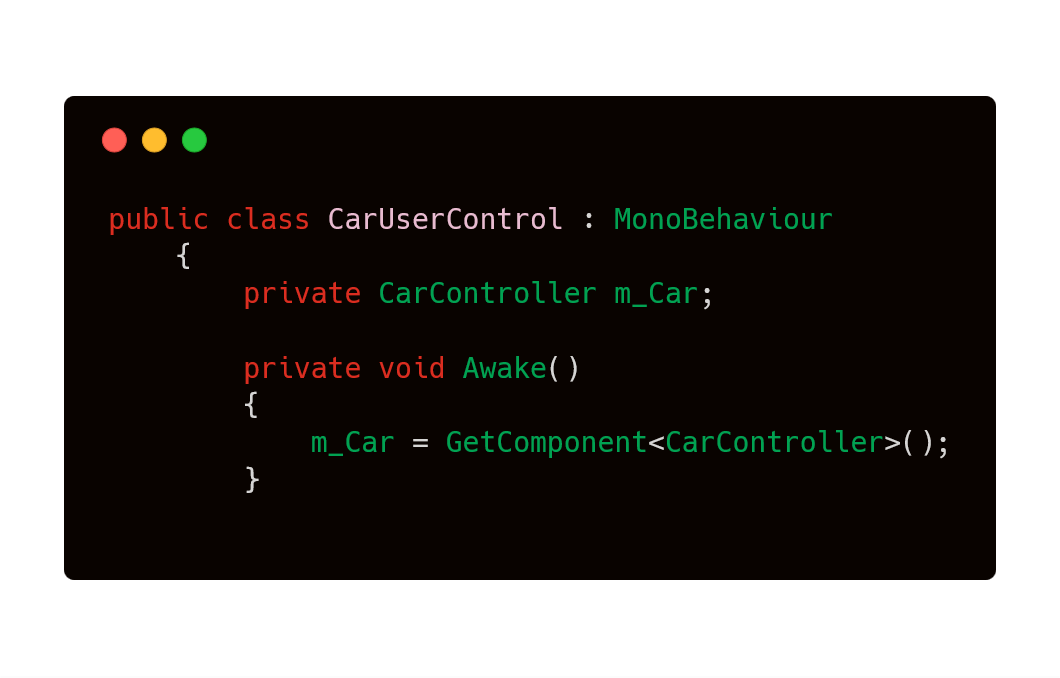 public class CarUserControl : MonoBehaviour
    {
        private CarController m_Car;

        private void Awake()
        {
            m_Car = GetComponent<CarController>();
        }